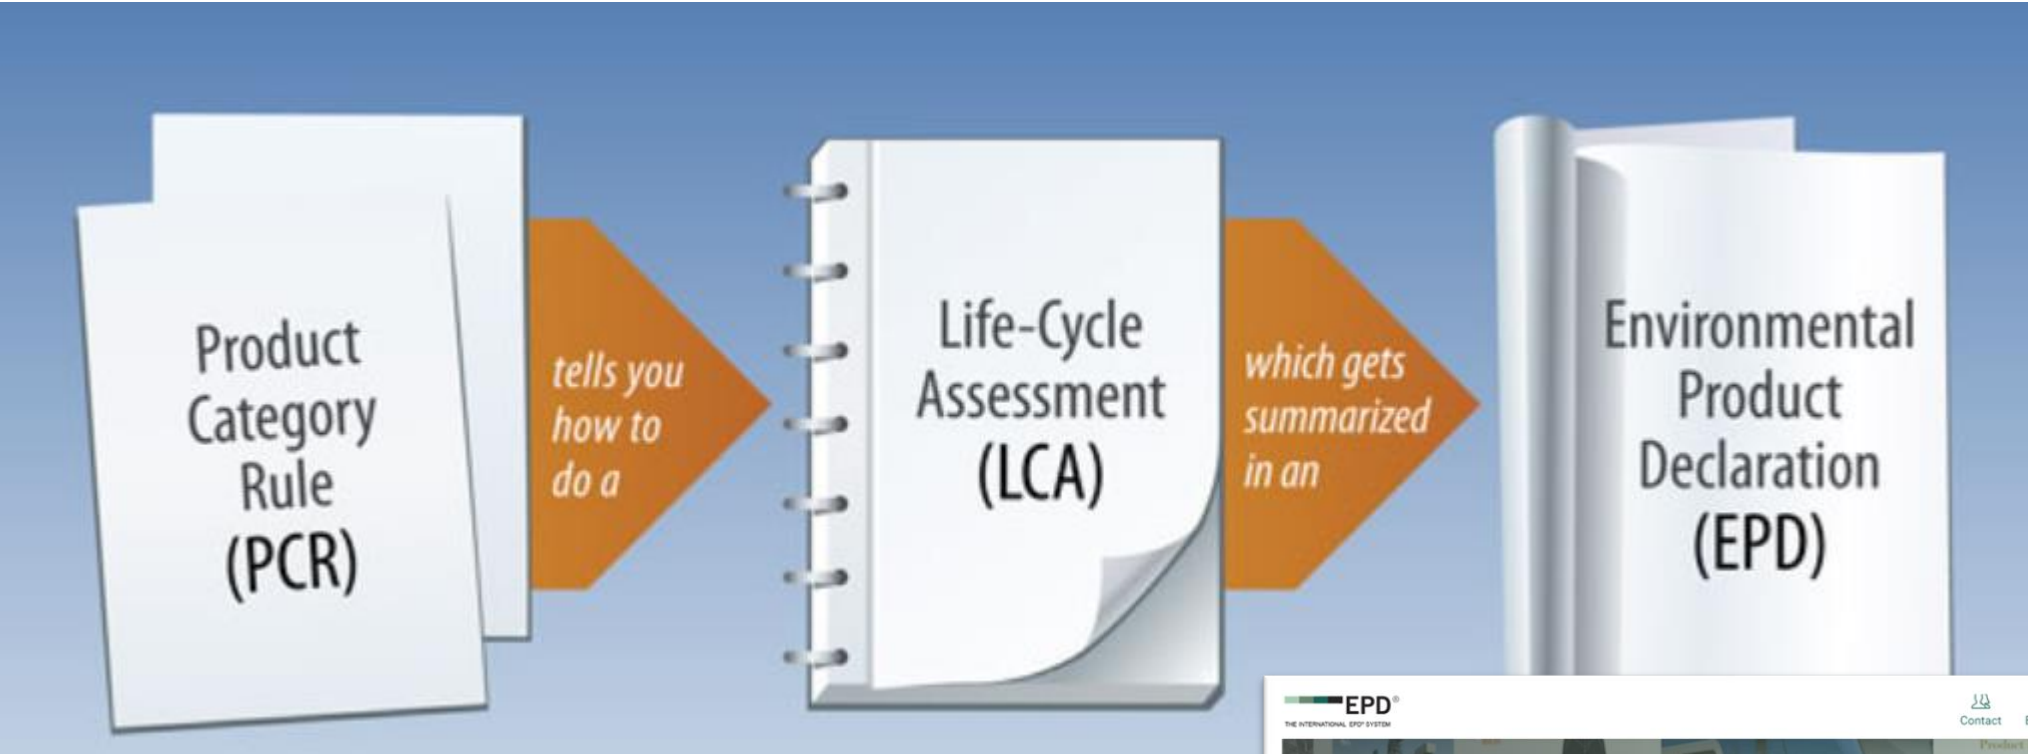 Product
Category
Rule
(PCR)
tells you
how to
do a
Life-Cycle
Assessment
(LCA)
which gets
summarized
in an
Environmental
Product
Declaration
(EPD)
EPD®
THE INTERNATIONAL EPD® SYSTEM
Contact
Product